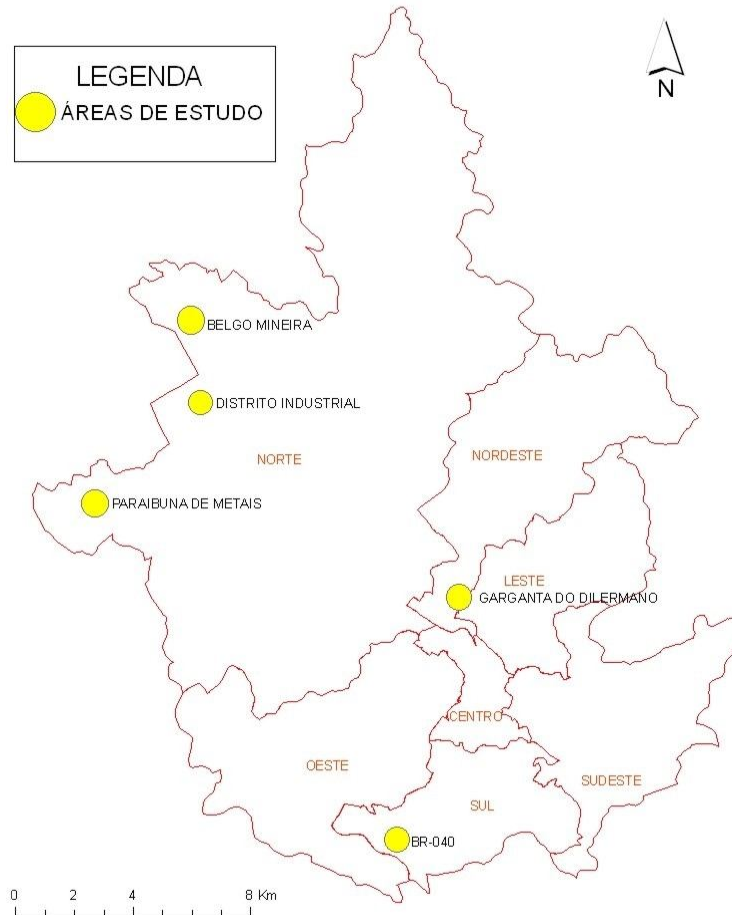 LEGENDA
ÁREAS DE ESTUDO
N
BELGO MINEIRA
DISTRITO INDUSTRIAL
NORTE
NORDESTE
PARAIBUNA DE METAIS
LESTE
GARGANTA DO DILERMANO
CENTRO
OESTE
SUDESTE
SUL
BR-040
0 2 4 8 Km